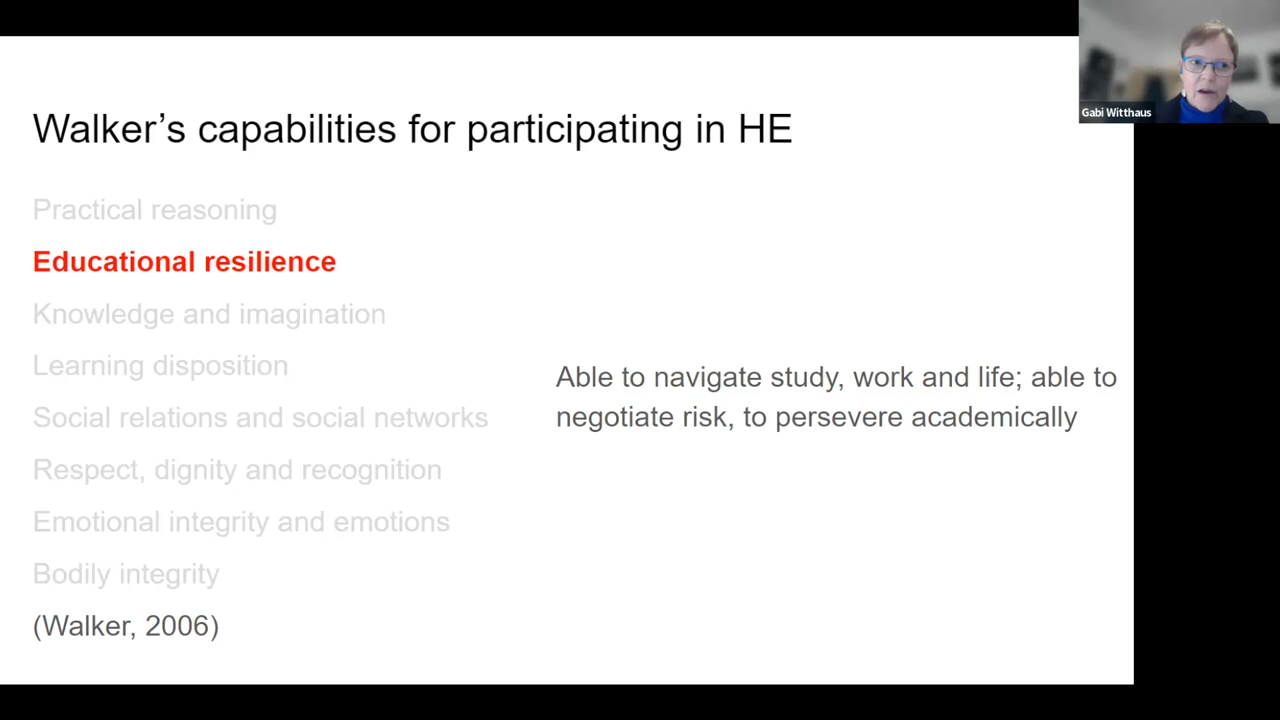 Gabi Witthaus
Walker’s capabilities for participating in HE
Practical reasoning
Educational resilience
Knowledge and imagination
Learning disposition
Social relations and social networks
Respect, dignity and recognition
Emotional integrity and emotions
Bodily integrity
(Walker, 2006)
Able to navigate study, work and life; able to
negotiate risk, to persevere academically